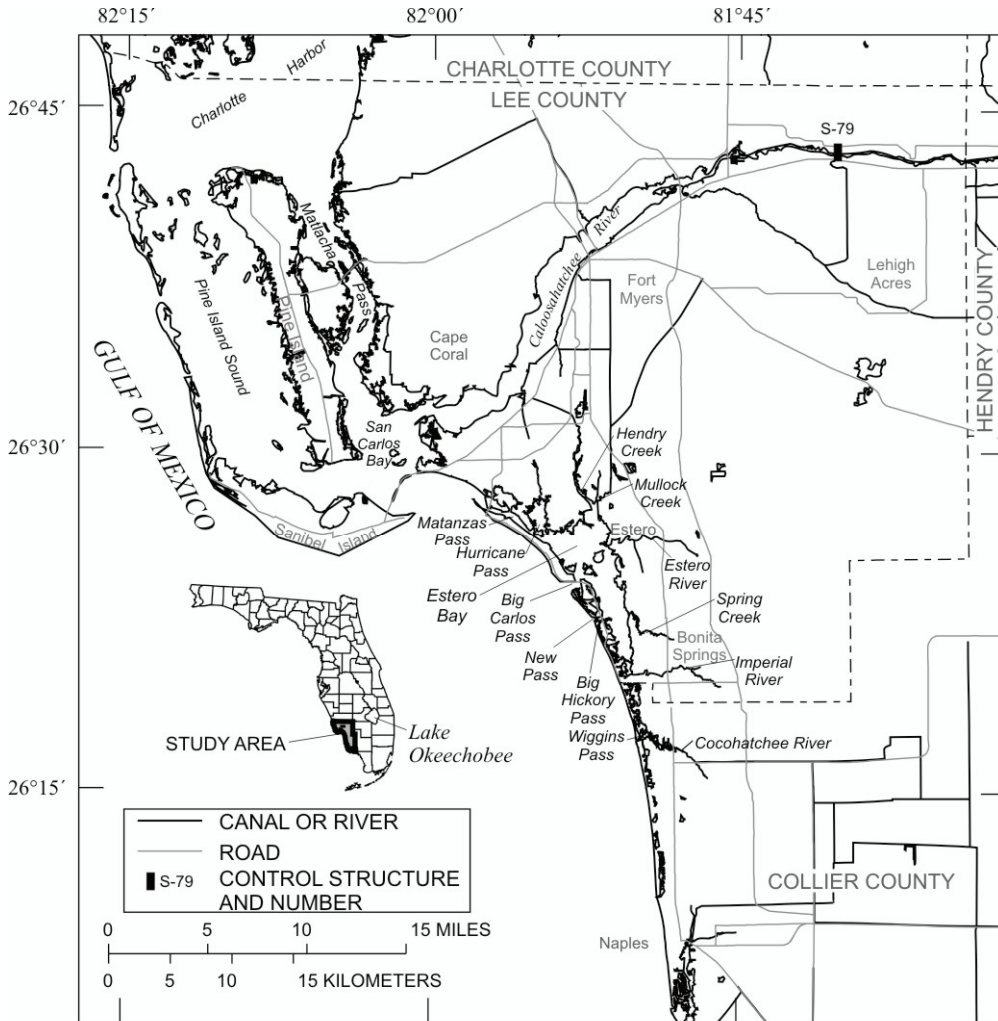 82°15′
82°00′
81°45′
Harbor
Charlotte
CHARLOTTE COUNTY
LEE COUNTY
26°45′
S-79
River
Caloosahatchee
Matlacha
Pass
Pine Island
Pine Island Sound
Fort
Myers
Lehigh
Acres
HENDRY COUNTY
Cape
Coral
GULF OF MEXICO
26°30′
San
Carlos
Bay
Hendry
Creek
Mullock
Creek
Sanibel Island
Matanzas
Pass
Hurricane
Pass
Estero
Estero
River
Estero
Bay
Big
Carlos
Pass
Spring
Creek
New
Pass
Bonita
Springs
Imperial
River
Big
Hickory
Pass
Wiggins
Pass
Cocohatchee River
STUDY AREA
Lake
Okeechobee
26°15′
CANAL OR RIVER
ROAD
S-79 CONTROL STRUCTURE
AND NUMBER
COLLIER COUNTY
Naples
0 5 10 15 MILES
0 5 10 15 KILOMETERS